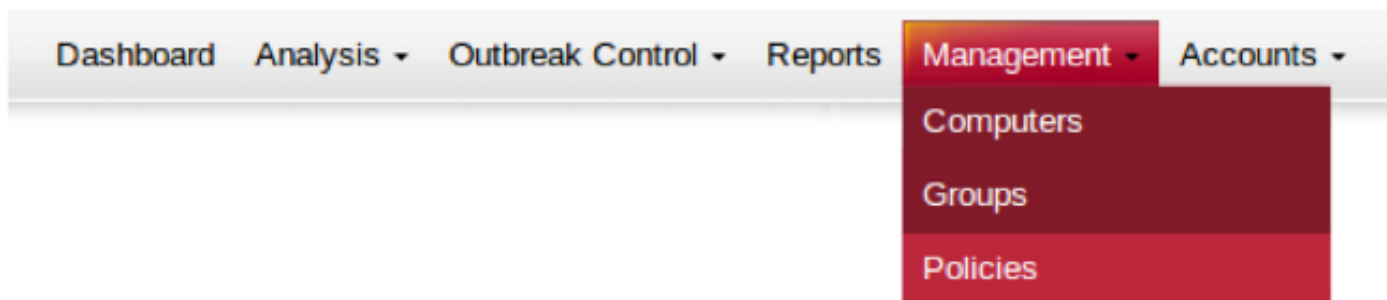 Dashboard Analysis Outbreak Control Reports Management Accounts
Computers
Groups
Policies